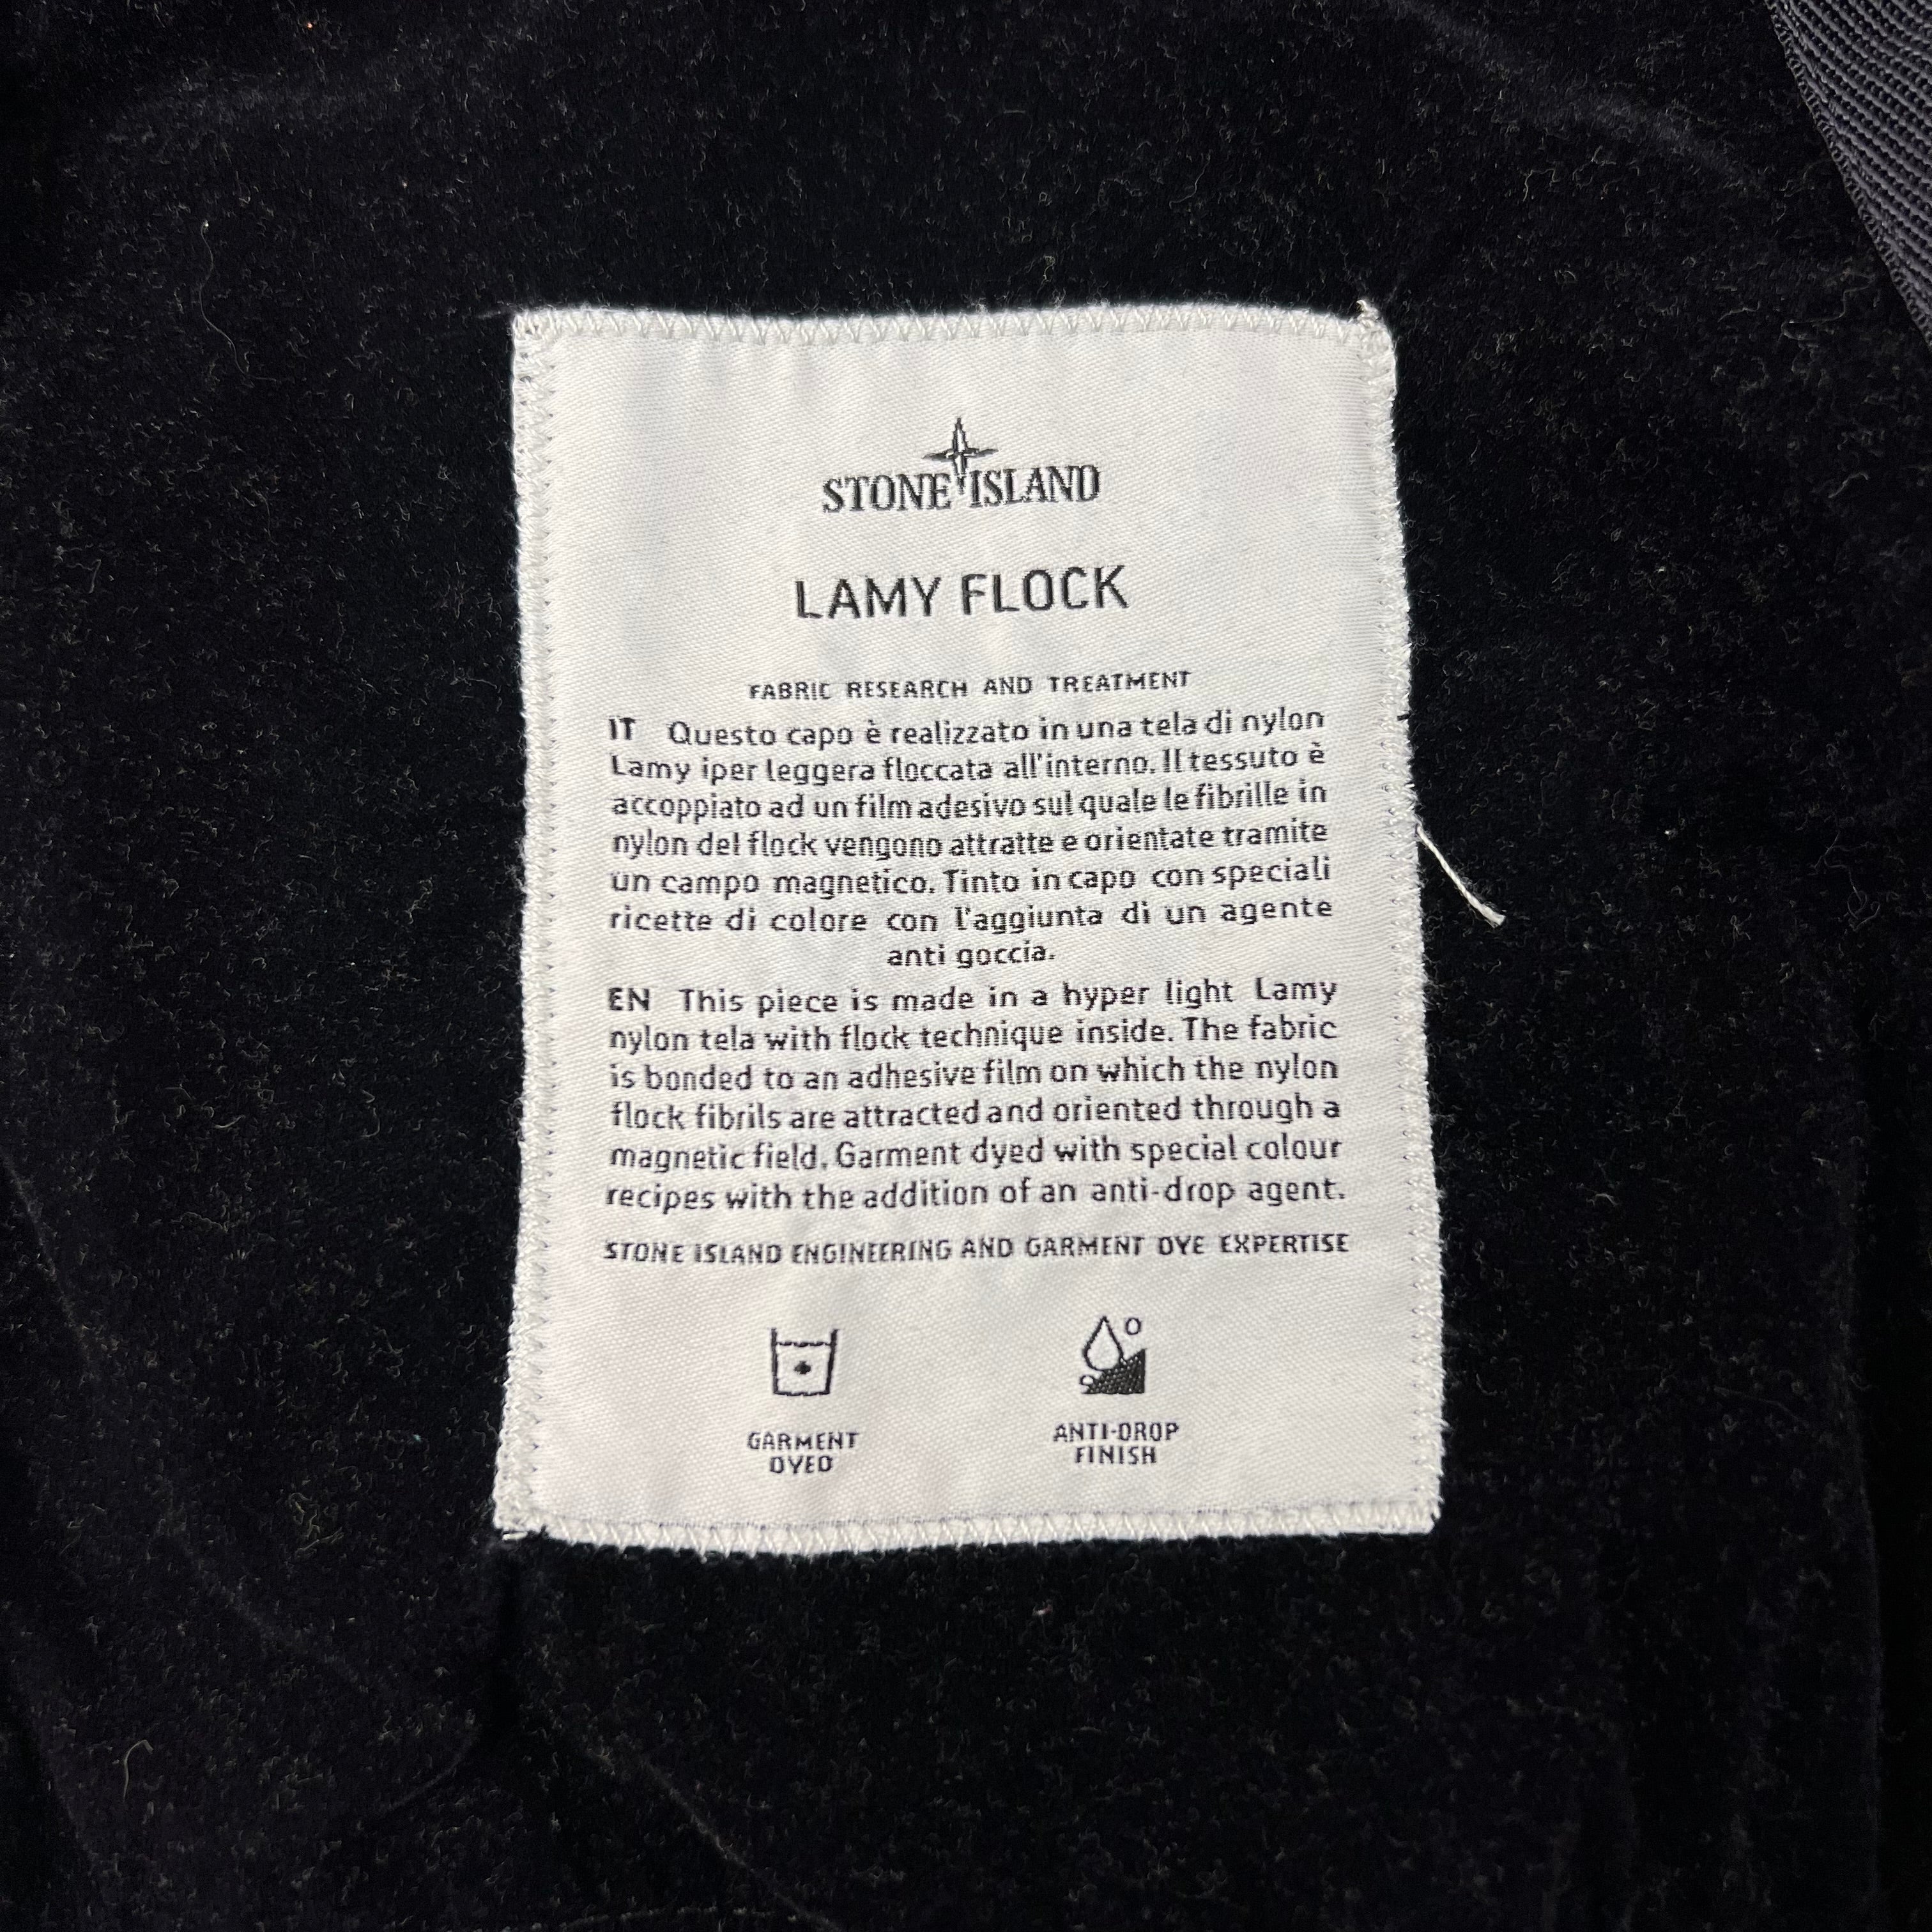 STONE ISLAND
LAMY FLOCK
FABRIC RESEARCH AND TREATMENT
IT Questo capo è realizzato in una tela di nylon
Lamy iper leggera floccata all'interno. Il tessuto è
accoppiato ad un film adesivo sul quale le fibrille in
nylon del flock vengono attratte e orientate tramite
un campo magnetico. Tinto in capo con speciali
ricette di colore con l'aggiunta di un agente
anti goccia.
EN This piece is made in a hyper light Lamy
nylon tela with flock technique inside. The fabric
is bonded to an adhesive film on which the nylon
flock fibrils are attracted and oriented through a
magnetic field. Garment dyed with special colour
recipes with the addition of an anti-drop agent.
STONE ISLAND ENGINEERING AND GARMENT DYE EXPERTISE
GARMENT
DYED
ANTI-DROP
FINISH